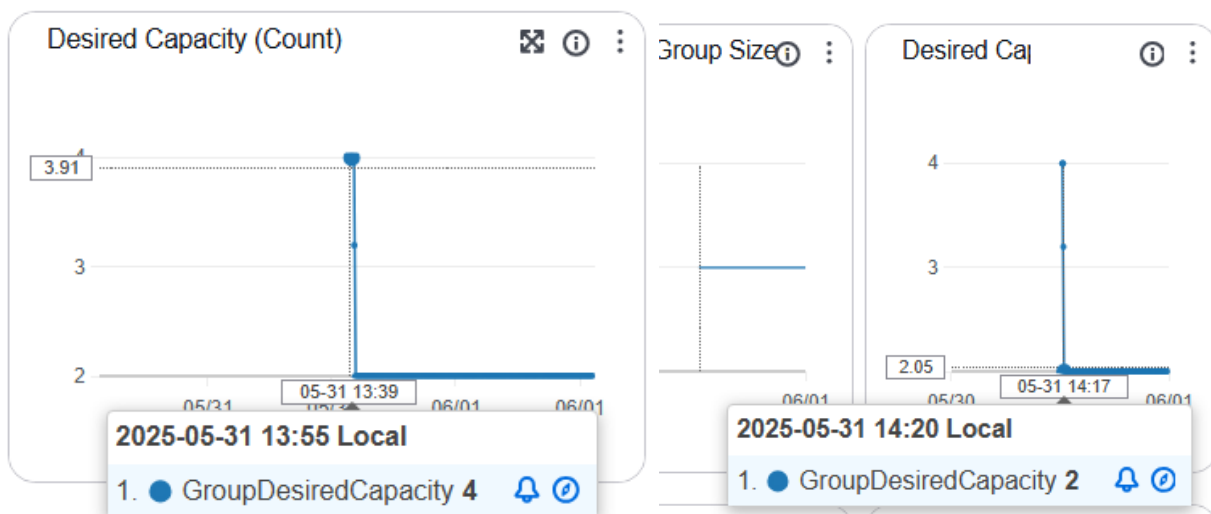 Desired Capacity (Count)
4
3.91
3
2
05-31 13:39
05/31
06/01
06/01
2025-05-31 13:55 Local
1. GroupDesiredCapacity 4
Group Size
06/01
Desired Ca
4
3
2.05
05-31 14:17
05/30
06/01
2025-05-31 14:20 Local
1. GroupDesiredCapacity 2